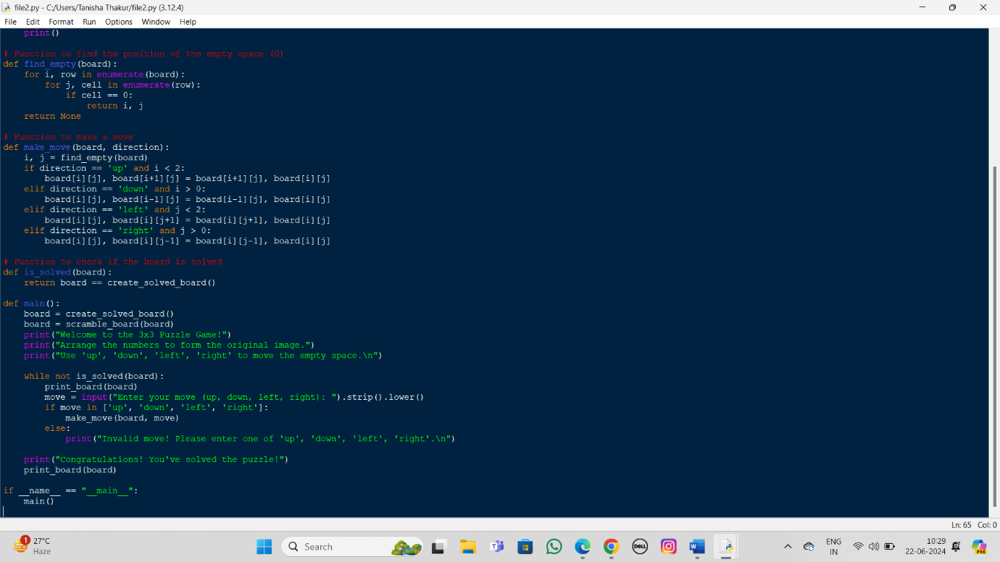 file2.py - C:/Users/Tanisha Thakur/file2.py (3.12.4)
File Edit Format Run Options Window Help
    print()

# Function to find the position of the empty space (0)
def find_empty(board):
    for i, row in enumerate(board):
        for j, cell in enumerate(row):
            if cell == 0:
                return i, j
    return None

# Function to make a move
def make_move(board, direction):
    i, j = find_empty(board)
    if direction == 'up' and i < 2:
        board[i][j], board[i+1][j] = board[i+1][j], board[i][j]
    elif direction == 'down' and i > 0:
        board[i][j], board[i-1][j] = board[i-1][j], board[i][j]
    elif direction == 'left' and j < 2:
        board[i][j], board[i][j+1] = board[i][j+1], board[i][j]
    elif direction == 'right' and j > 0:
        board[i][j], board[i][j-1] = board[i][j-1], board[i][j]

# Function to check if the board is solved
def is_solved(board):
    return board == create_solved_board()

def main():
    board = create_solved_board()
    board = scramble_board(board)
    print("Welcome to the 3x3 Puzzle Game!")
    print("Arrange the numbers to form the original image.")
    print("Use 'up', 'down', 'left', 'right' to move the empty space.\n")

    while not is_solved(board):
        print_board(board)
        move = input("Enter your move (up, down, left, right): ").strip().lower()
        if move in ['up', 'down', 'left', 'right']:
            make_move(board, move)
        else:
            print("Invalid move! Please enter one of 'up', 'down', 'left', 'right'.\n")

    print("Congratulations! You've solved the puzzle!")
    print_board(board)

if __name__ == "__main__":
    main()
Ln: 65 Col: 0
1
27°C
Haze
Search
DELL
ENG
IN
10:29
22-06-2024
PRE